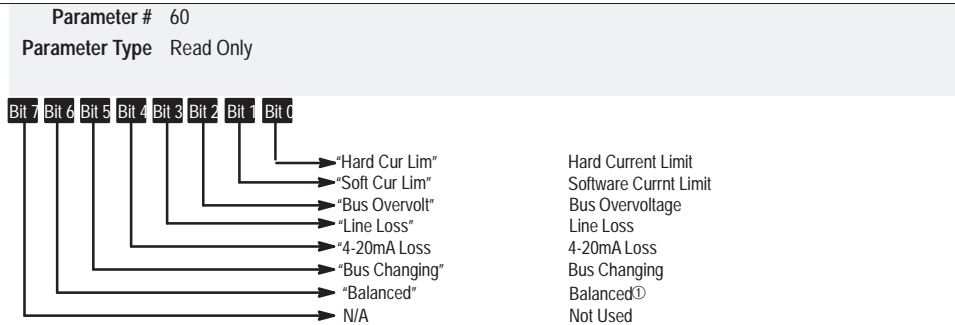 Parameter # 60
Parameter Type Read Only
Bit 7 Bit 6 Bit 5 Bit 4 Bit 3 Bit 2 Bit 1 Bit 0
"Hard Cur Lim" Hard Current Limit
"Soft Cur Lim" Software Currnt Limit
"Bus Overvolt" Bus Overvoltage
"Line Loss" Line Loss
"4-20mA Loss 4-20mA Loss
"Bus Changing" Bus Changing
"Balanced" Balanced①
N/A Not Used